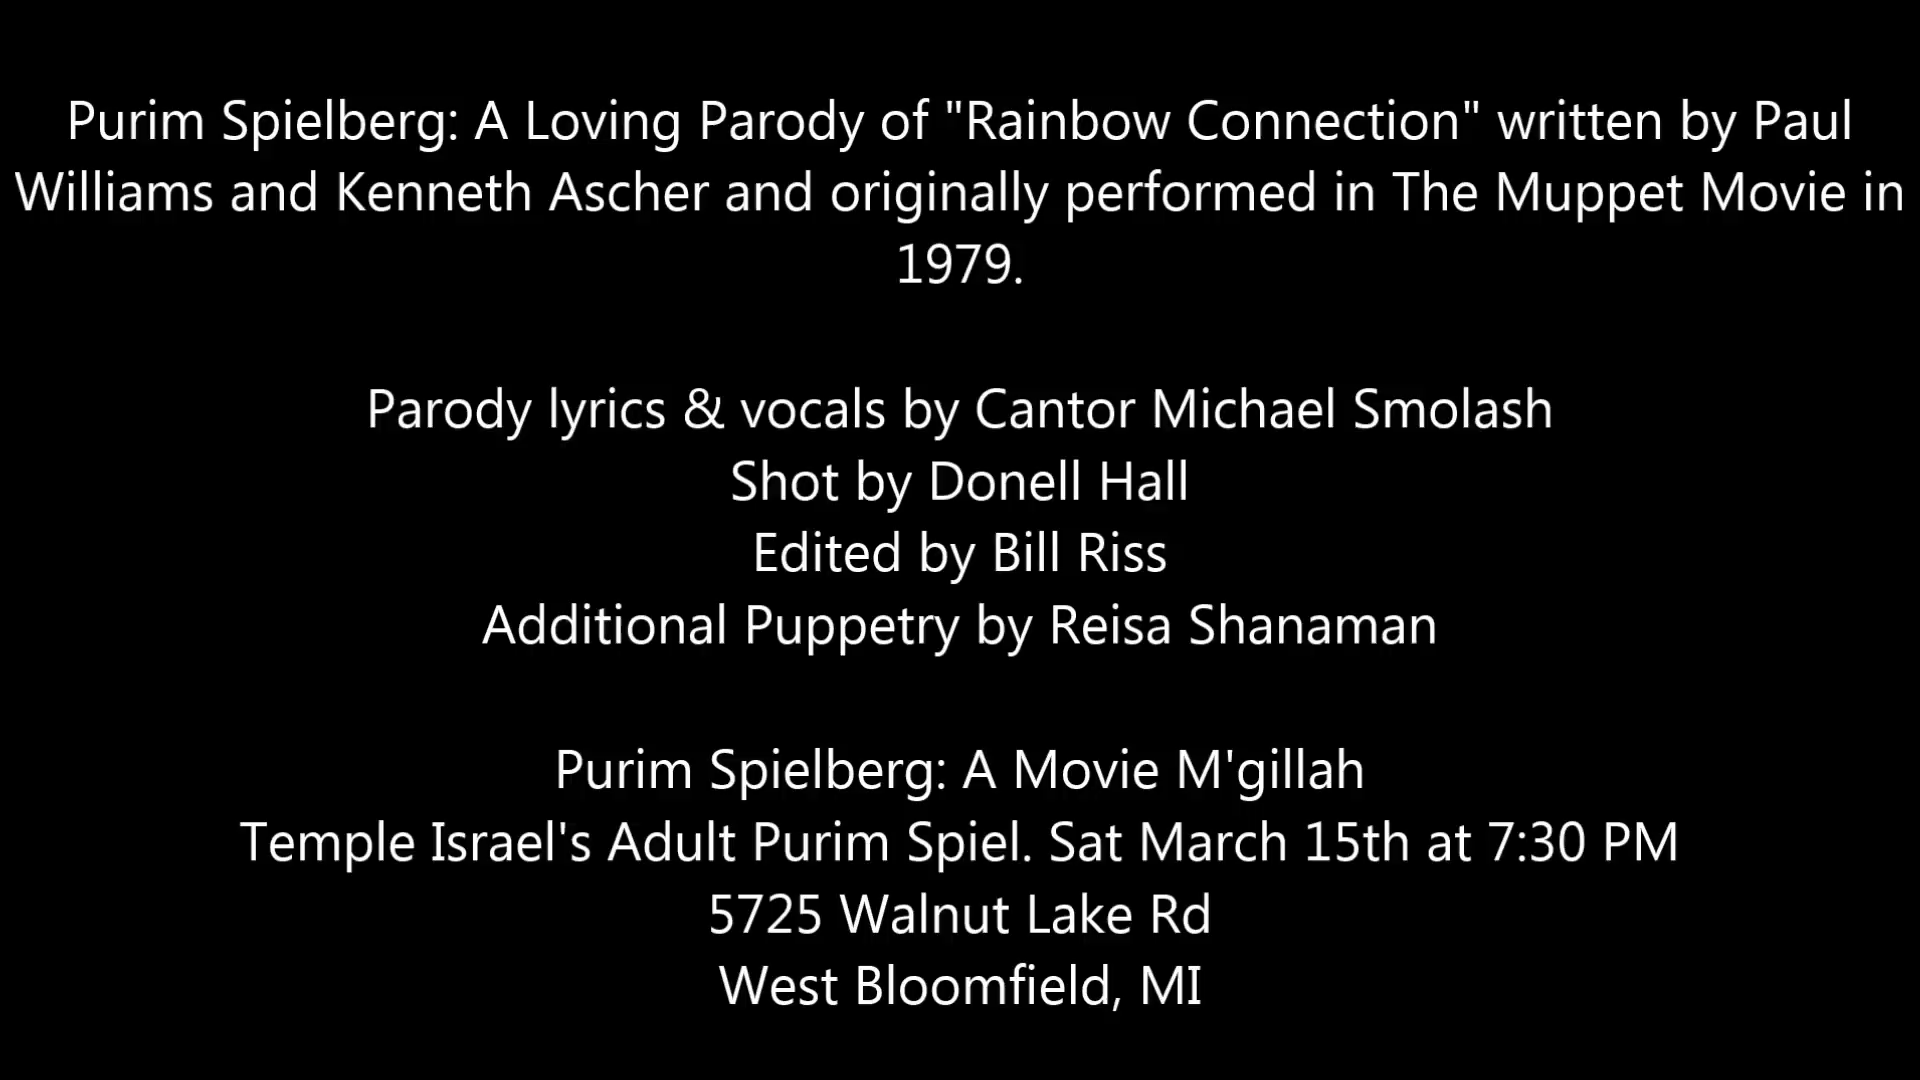 Purim Spielberg: A Loving Parody of "Rainbow Connection" written by Paul
Williams and Kenneth Ascher and originally performed in The Muppet Movie in
1979.
Parody lyrics & vocals by Cantor Michael Smolash
Shot by Donell Hall
Edited by Bill Riss
Additional Puppetry by Reisa Shanaman
Purim Spielberg: A Movie M'gillah
Temple Israel's Adult Purim Spiel. Sat March 15th at 7:30 PM
5725 Walnut Lake Rd
West Bloomfield, MI